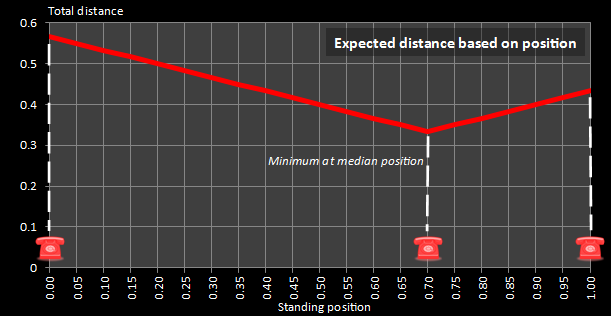 Total distance
0.6
Expected distance based on position
0.5
0.4
0.3
Minimum at median position
0.2
0.1
0
0.00 0.05 0.10 0.15 0.20 0.25 0.30 0.35 0.40 0.45 0.50 0.55 0.60 0.65 0.70 0.75 0.80 0.85 0.90 0.95 1.00
Standing position